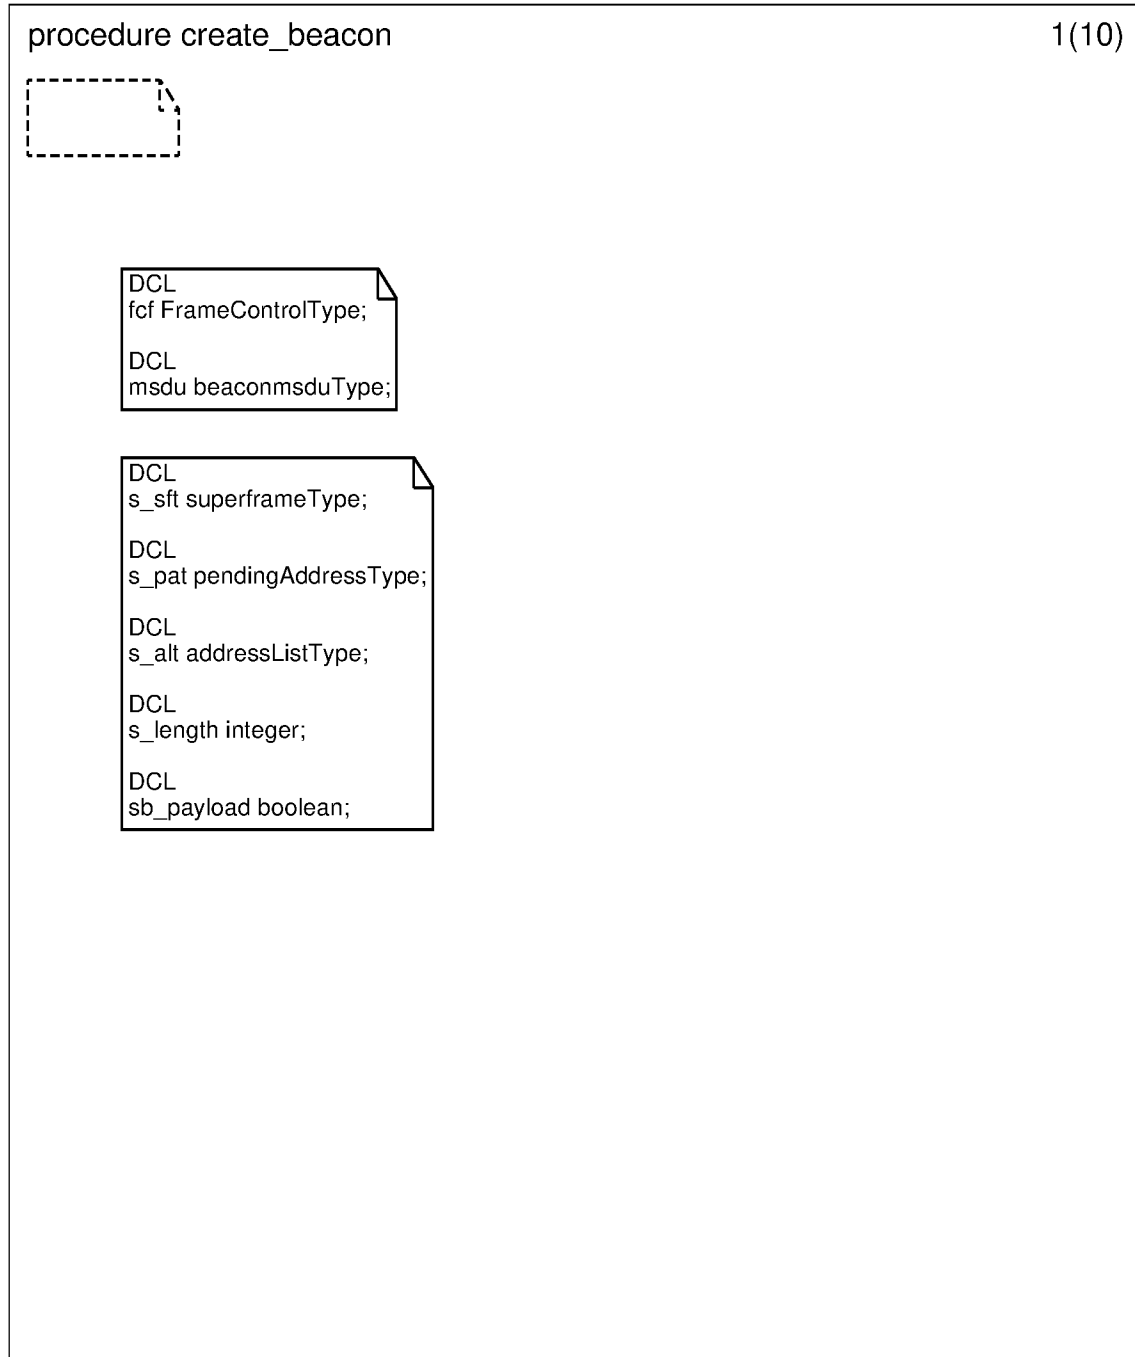 procedure create_beacon
1(10)
DCL
fcf FrameControlType;
DCL
msdu beaconmsduType;
DCL
s_sft superframeType;
DCL
s_pat pendingAddressType;
DCL
s_alt addressListType;
DCL
s_length integer;
DCL
sb_payload boolean;